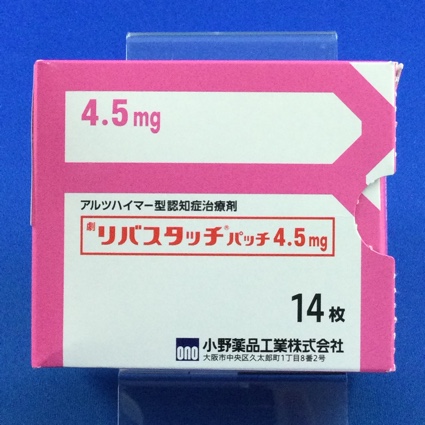 4.5mg
アルツハイマー型認知症治療剤
劇 リバスタッチ®パッチ4.5mg
14枚
ono 小野薬品工業株式会社
大阪市中央区久太郎町1丁目8番2号